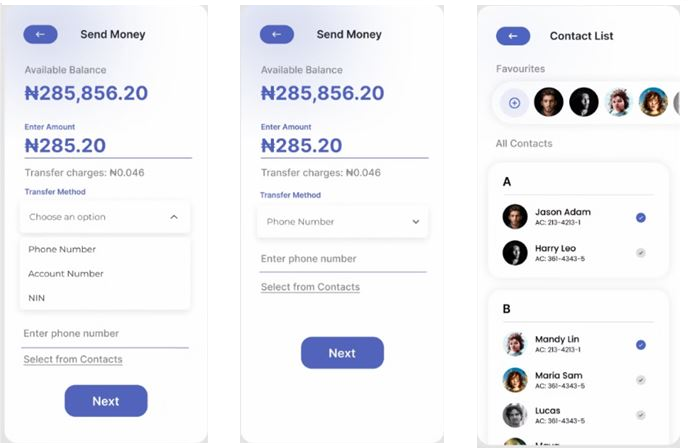 Send Money
Available Balance
₦285,856.20
Enter Amount
₦285.20
Transfer charges: ₦0.046
Transfer Method
Choose an option
Phone Number
Account Number
NIN
Enter phone number
Select from Contacts
Next
Send Money
Available Balance
₦285,856.20
Enter Amount
₦285.20
Transfer charges: ₦0.046
Transfer Method
Phone Number
Enter phone number
Select from Contacts
Next
Contact List
Favourites
All Contacts
A
Jason Adam
AC: 213-4213-1
Harry Leo
AC: 361-4343-5
B
Mandy Lin
AC: 213-4213-1
Maria Sam
AC: 361-4343-5
Lucas
AC: 361-4343-5